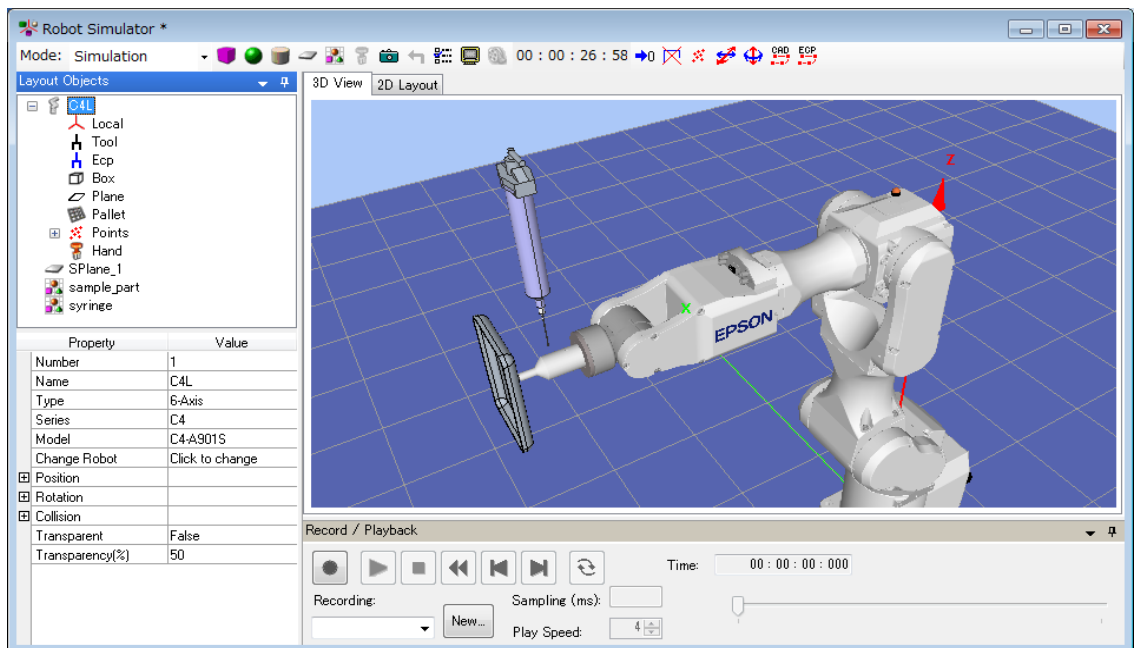 Robot Simulator *
Mode: Simulation 00 : 00 : 26 : 58 CAD ECP
Layout Objects
3D View 2D Layout
C4L
Local
Tool
Ecp
Box
Plane
Pallet
Points
Hand
SPlane_1
sample_part
syringe
Z
X
EPSON
Property Value
Number 1
Name C4L
Type 6-Axis
Series C4
Model C4-A901S
Change Robot Click to change
Position
Rotation
Collision
Transparent False
Transparency(%) 50
Record / Playback
Time: 00 : 00 : 00 : 000
Recording: Sampling (ms):
New...
Play Speed: 4